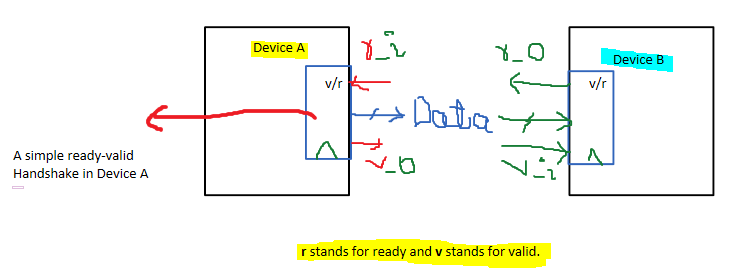 Device A
r_i
r_o
Device B
v/r
v/r
Data
A simple ready-valid
Handshake in Device A
v_o
v_i
r stands for ready and v stands for valid.